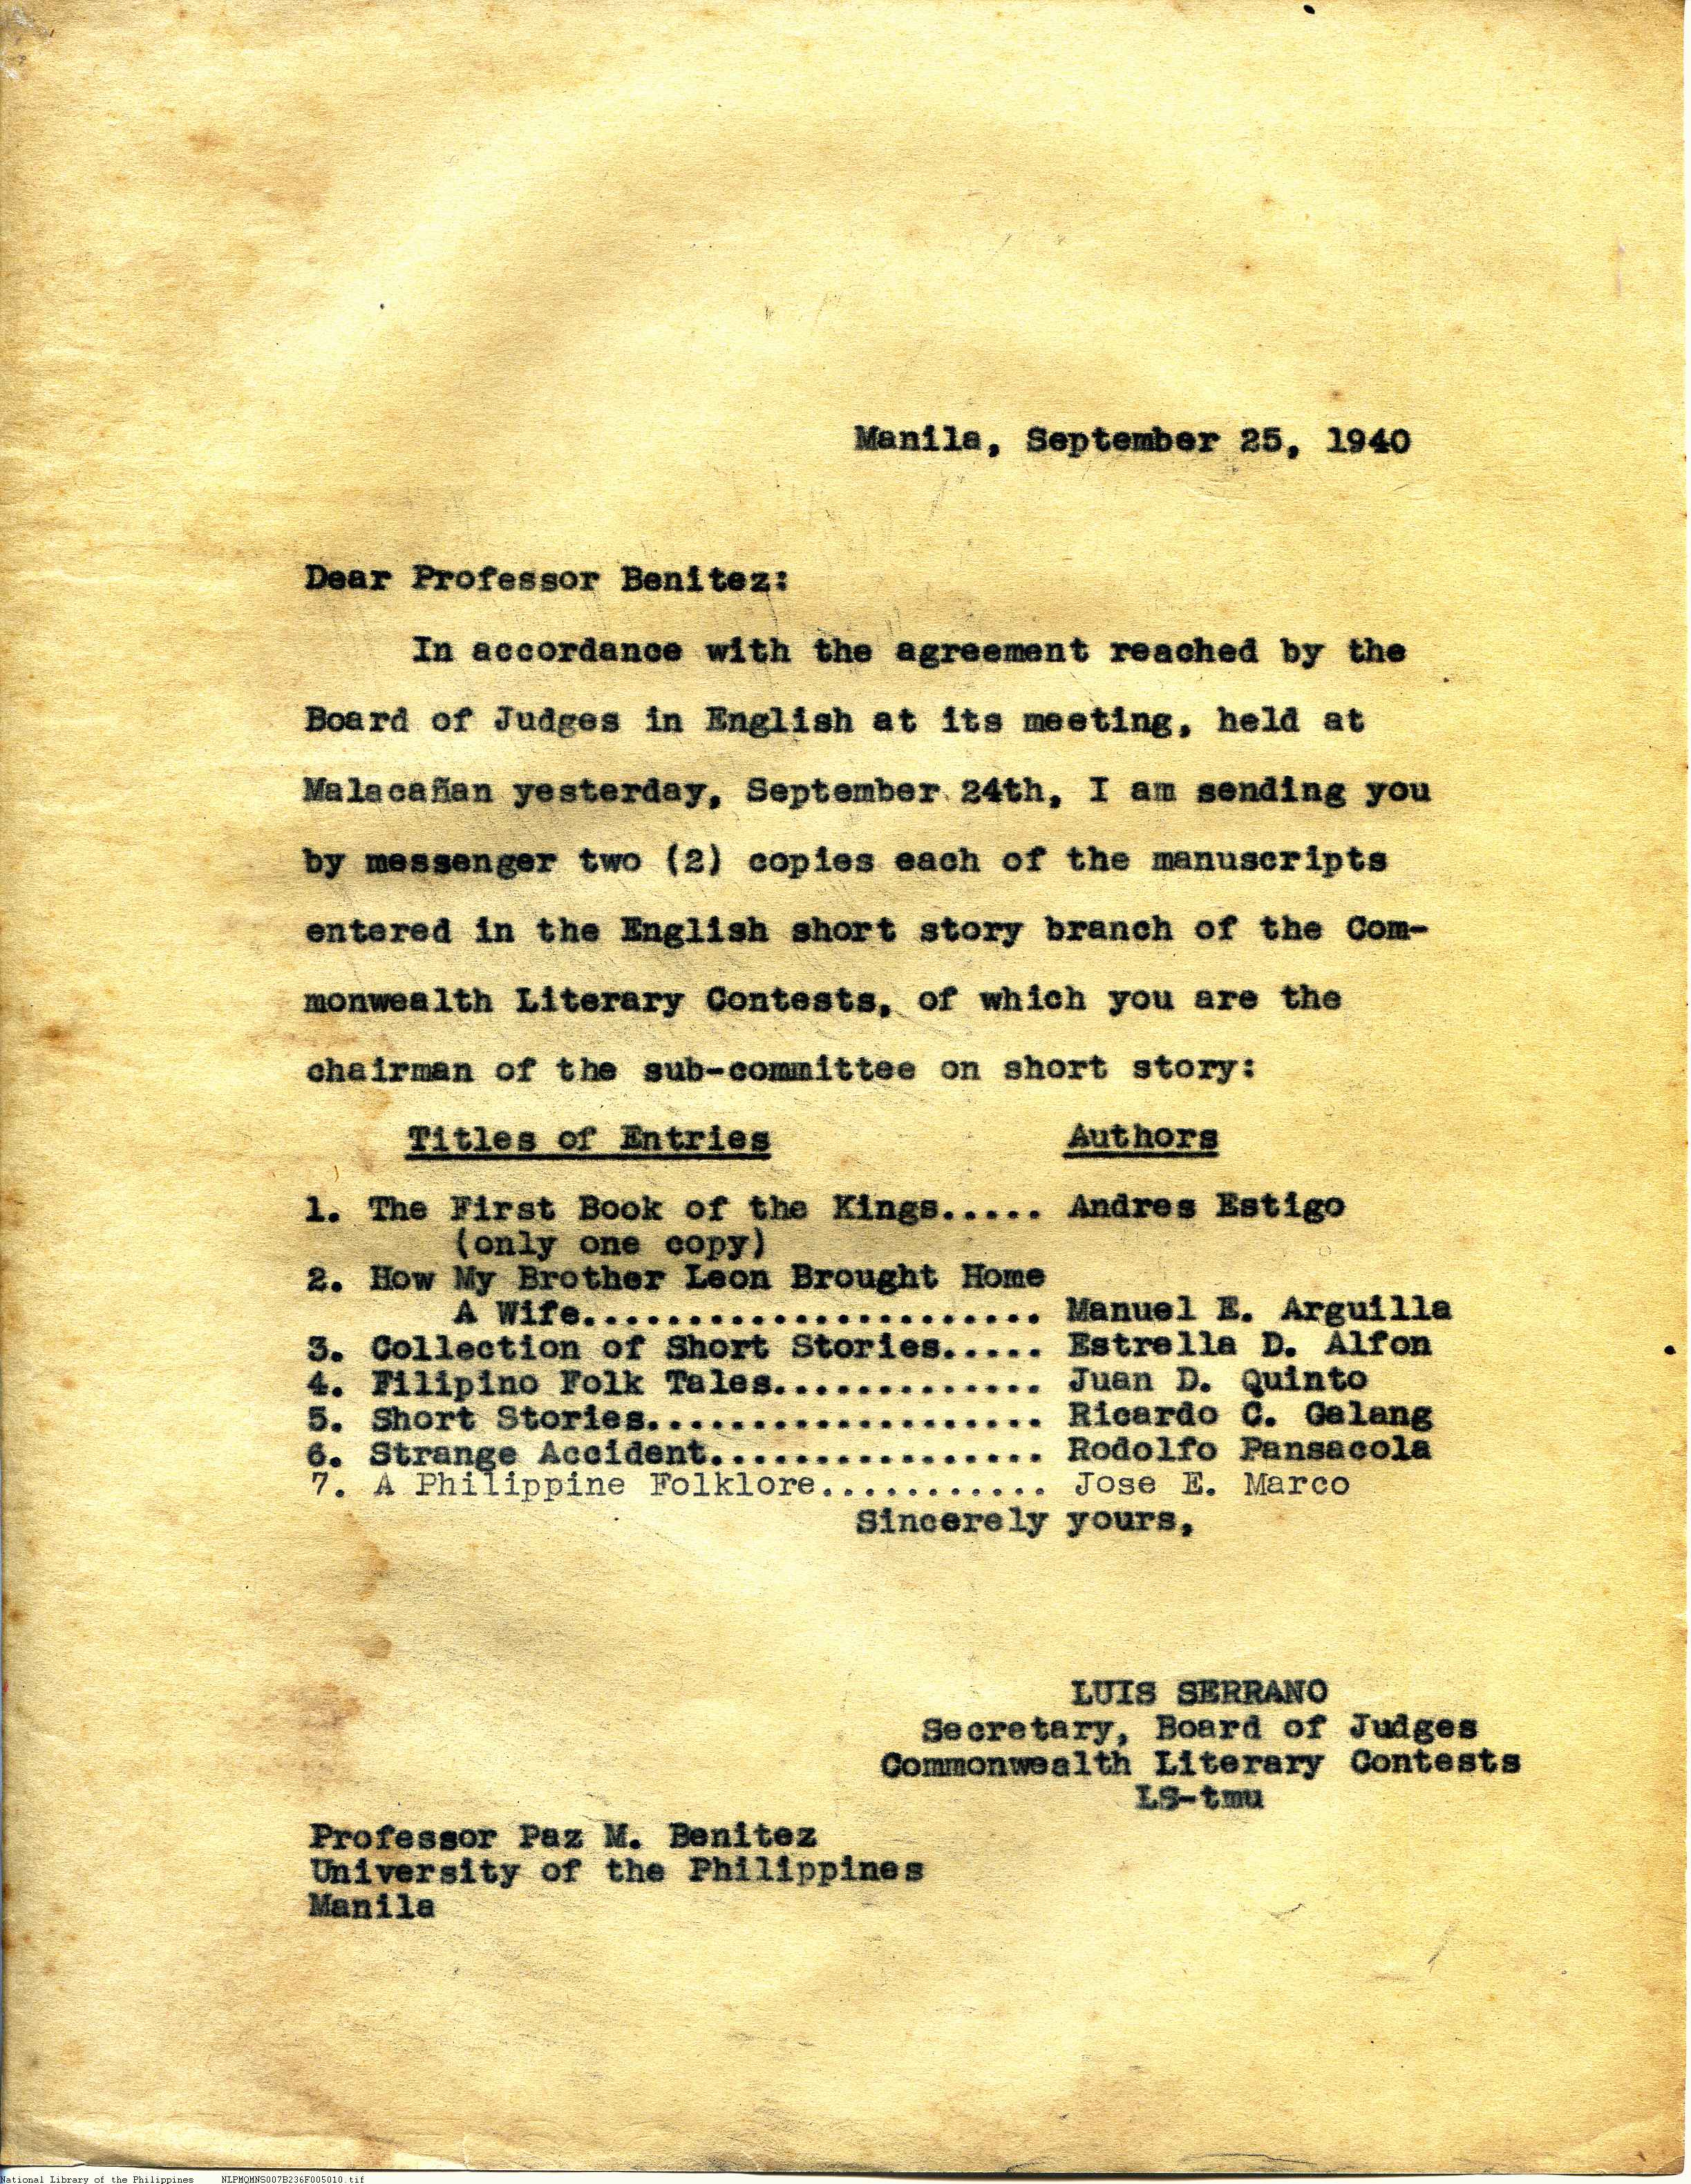 Manila, September 25, 1940
Dear Professor Benitez:
In accordance with the agreement reached by the
Board of Judges in English at its meeting, held at
Malacañan yesterday, September 24th, I am sending you
by messenger two (2) copies each of the manuscripts
entered in the English short story branch of the Com-
monwealth Literary Contests, of which you are the
chairman of the sub-committee on short story:
Titles of Entries Authors
1. The First Book of the Kings..... Andres Estigo
(only one copy)
2. How My Brother Leon Brought Home
A Wife...................... Manuel E. Arguilla
3. Collection of Short Stories..... Estrella D. Alfon
4. Filipino Folk Tales............. Juan D. Quinto
5. Short Stories................... Ricardo C. Galang
6. Strange Accident................ Rodolfo Pansacola
7. A Philippine Folklore........... Jose E. Marco
Sincerely yours,
LUIS SERRANO
Secretary, Board of Judges
Commonwealth Literary Contests
LS-tmu
Professor Paz M. Benitez
University of the Philippines
Manila
National Library of the Philippines NLPMQMNS007B236F005010.tif